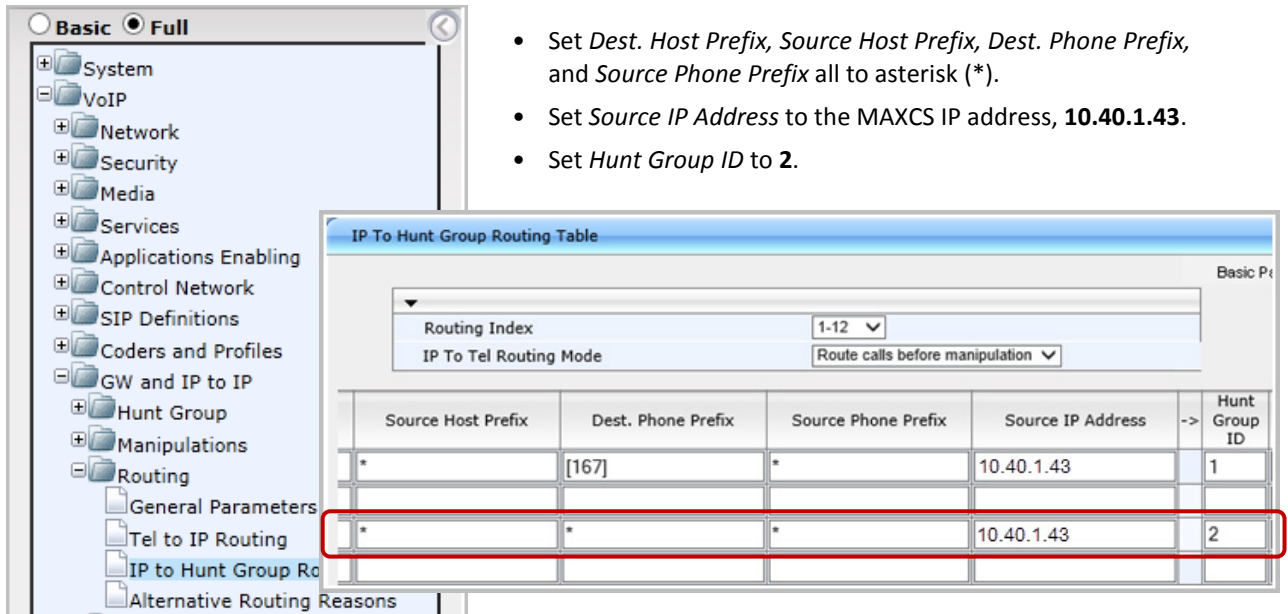 Basic Full
System
VoIP
Network
Security
Media
Services
Applications Enabling
Control Network
SIP Definitions
Coders and Profiles
GW and IP to IP
Hunt Group
Manipulations
Routing
General Parameters
Tel to IP Routing
IP to Hunt Group Ro
Alternative Routing Reasons
• Set Dest. Host Prefix, Source Host Prefix, Dest. Phone Prefix,
and Source Phone Prefix all to asterisk (*).
• Set Source IP Address to the MAXCS IP address, 10.40.1.43.
• Set Hunt Group ID to 2.
IP To Hunt Group Routing Table
Basic Pa
Routing Index 1-12
IP To Tel Routing Mode Route calls before manipulation
Source Host Prefix Dest. Phone Prefix Source Phone Prefix Source IP Address -> Hunt Group ID
* [167] * 10.40.1.43 1
* * * 10.40.1.43 2